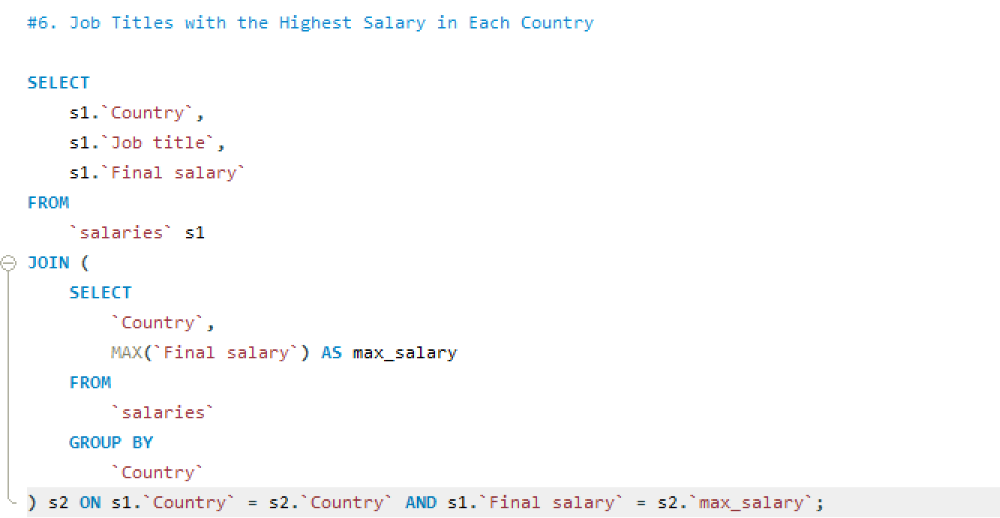 #6. Job Titles with the Highest Salary in Each Country
SELECT
s1.`Country`,
s1.`Job title`,
s1.`Final salary`
FROM
`salaries` s1
JOIN (
SELECT
`Country`,
MAX(`Final salary`) AS max_salary
FROM
`salaries`
GROUP BY
`Country`
) s2 ON s1.`Country` = s2.`Country` AND s1.`Final salary` = s2.`max_salary`;